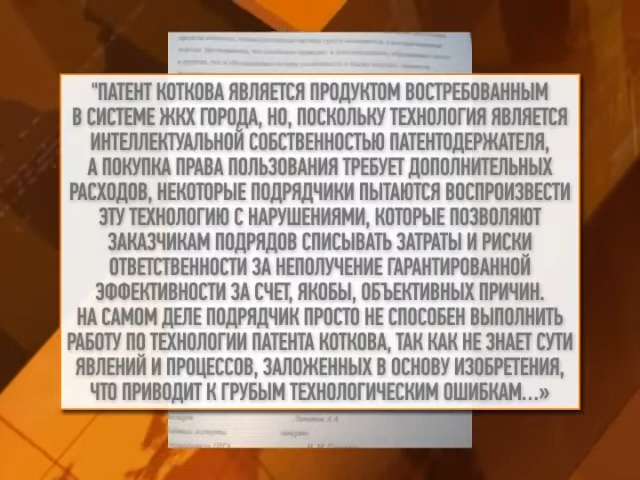 "ПАТЕНТ КОТКОВА ЯВЛЯЕТСЯ ПРОДУКТОМ ВОСТРЕБОВАННЫМ
В СИСТЕМЕ ЖКХ ГОРОДА, НО, ПОСКОЛЬКУ ТЕХНОЛОГИЯ ЯВЛЯЕТСЯ
ИНТЕЛЛЕКТУАЛЬНОЙ СОБСТВЕННОСТЬЮ ПАТЕНТОДЕРЖАТЕЛЯ,
А ПОКУПКА ПРАВА ПОЛЬЗОВАНИЯ ТРЕБУЕТ ДОПОЛНИТЕЛЬНЫХ
РАСХОДОВ, НЕКОТОРЫЕ ПОДРЯДЧИКИ ПЫТАЮТСЯ ВОСПРОИЗВЕСТИ
ЭТУ ТЕХНОЛОГИЮ С НАРУШЕНИЯМИ, КОТОРЫЕ ПОЗВОЛЯЮТ
ЗАКАЗЧИКАМ ПОДРЯДОВ СПИСЫВАТЬ ЗАТРАТЫ И РИСКИ
ОТВЕТСТВЕННОСТИ ЗА НЕПОЛУЧЕНИЕ ГАРАНТИРОВАННОЙ
ЭФФЕКТИВНОСТИ ЗА СЧЕТ, ЯКОБЫ, ОБЪЕКТИВНЫХ ПРИЧИН.
НА САМОМ ДЕЛЕ ПОДРЯДЧИК ПРОСТО НЕ СПОСОБЕН ВЫПОЛНИТЬ
РАБОТУ ПО ТЕХНОЛОГИИ ПАТЕНТА КОТКОВА, ТАК КАК НЕ ЗНАЕТ СУТИ
ЯВЛЕНИЙ И ПРОЦЕССОВ, ЗАЛОЖЕННЫХ В ОСНОВУ ИЗОБРЕТЕНИЯ,
ЧТО ПРИВОДИТ К ГРУБЫМ ТЕХНОЛОГИЧЕСКИМ ОШИБКАМ...»